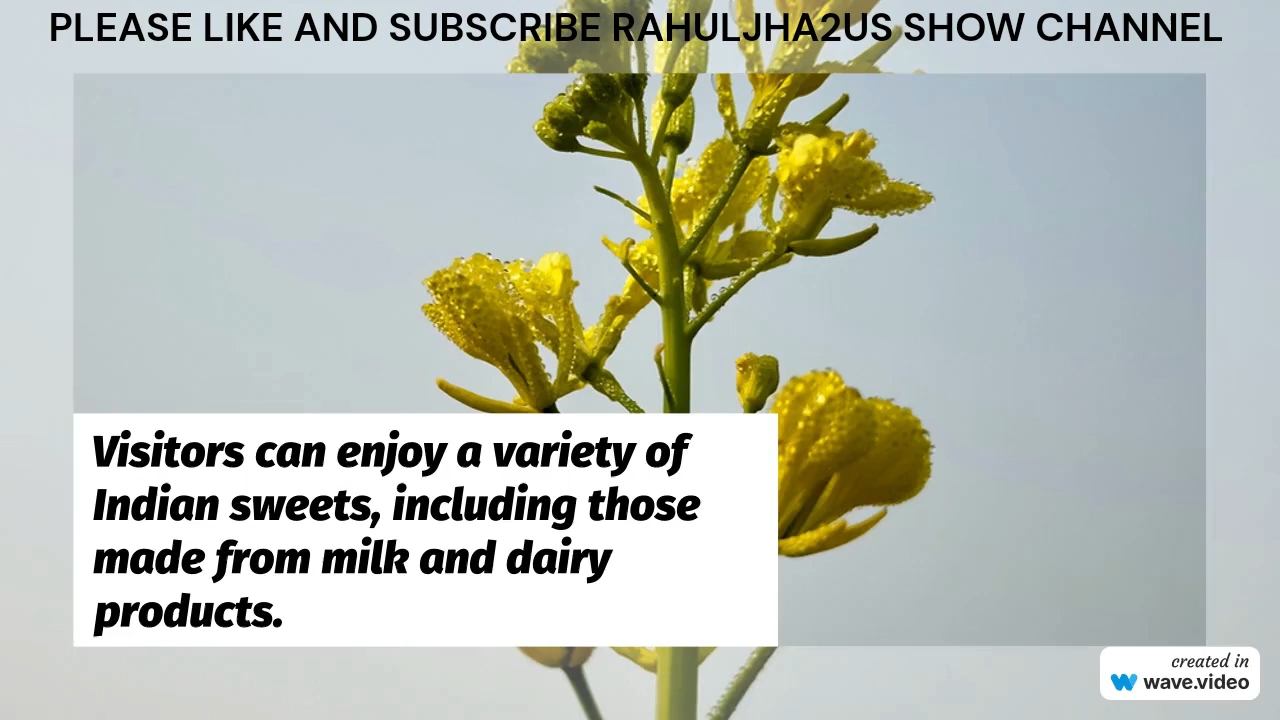 PLEASE LIKE AND SUBSCRIBE RAHULJHA2US SHOW CHANNEL
Visitors can enjoy a variety of
Indian sweets, including those
made from milk and dairy
products.
created in
wave.video